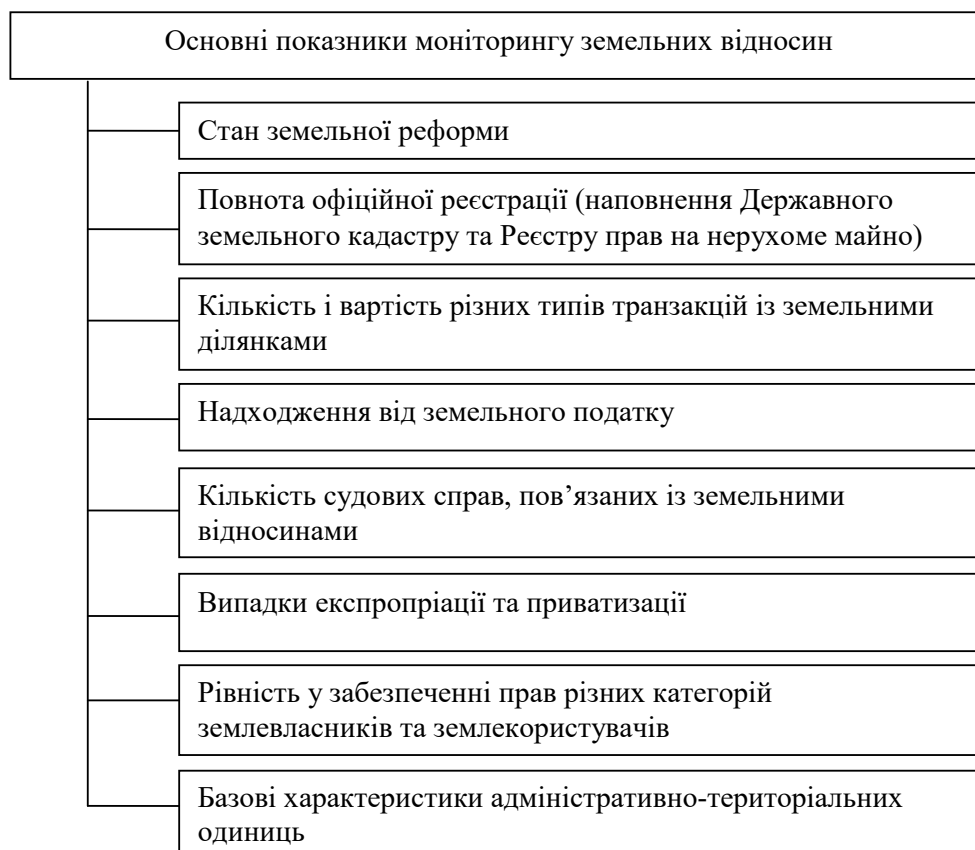 Основні показники моніторингу земельних відносин
Стан земельної реформи
Повнота офіційної реєстрації (наповнення Державного
земельного кадастру та Реєстру прав на нерухоме майно)
Кількість і вартість різних типів транзакцій із земельними
ділянками
Надходження від земельного податку
Кількість судових справ, пов’язаних із земельними
відносинами
Випадки експропріації та приватизації
Рівність у забезпеченні прав різних категорій
землевласників та землекористувачів
Базові характеристики адміністративно-територіальних
одиниць